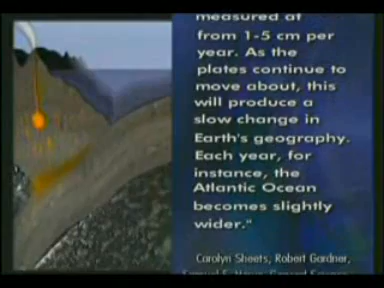 measured at
from 1-5 cm per
year. As the
plates continue to
move about, this
will produce a
slow change in
Earth's geography.
Each year, for
instance, the
Atlantic Ocean
becomes slightly
wider."
Carolyn Sheets, Robert Gardner,